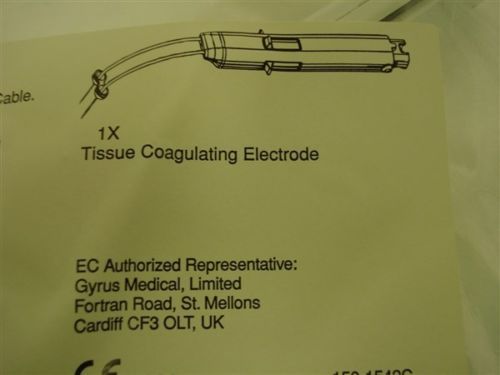 Cable.
1X
Tissue Coagulating Electrode
EC Authorized Representative:
Gyrus Medical, Limited
Fortran Road, St. Mellons
Cardiff CF3 OLT, UK
CE